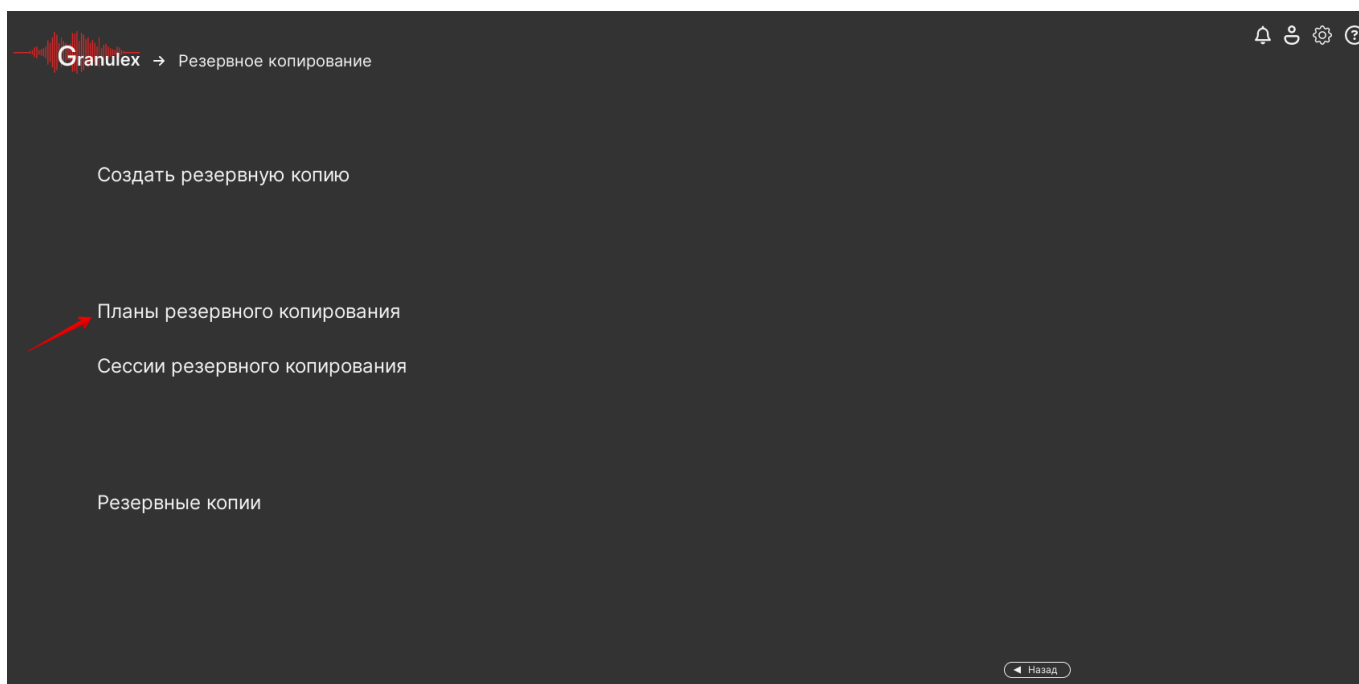 Granulex → Резервное копирование
Создать резервную копию
Планы резервного копирования
Сессии резервного копирования
Резервные копии
◄ Назад